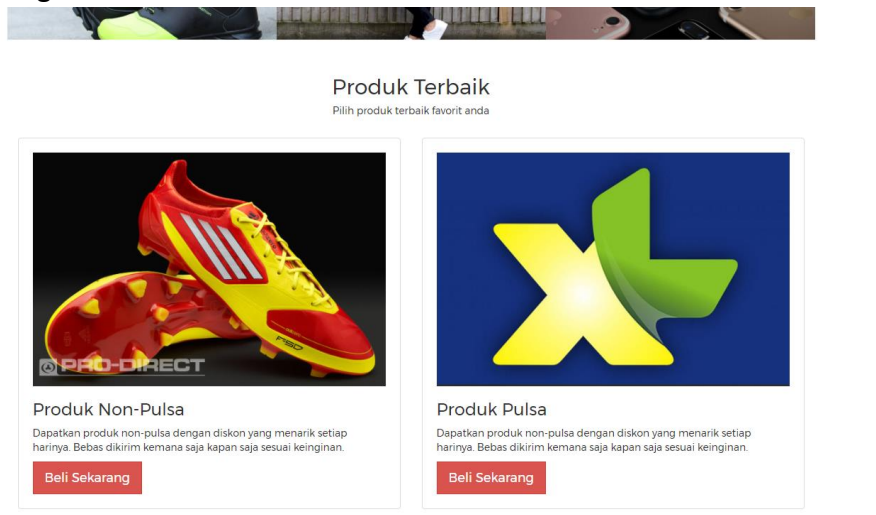 Produk Terbaik
Pilih produk terbaik favorit anda
PRO-DIRECT
F50
XL
Produk Non-Pulsa
Dapatkan produk non-pulsa dengan diskon yang menarik setiap
harinya. Bebas dikirim kemana saja kapan saja sesuai keinginan.
Beli Sekarang
Produk Pulsa
Dapatkan produk non-pulsa dengan diskon yang menarik setiap
harinya. Bebas dikirim kemana saja kapan saja sesuai keinginan.
Beli Sekarang